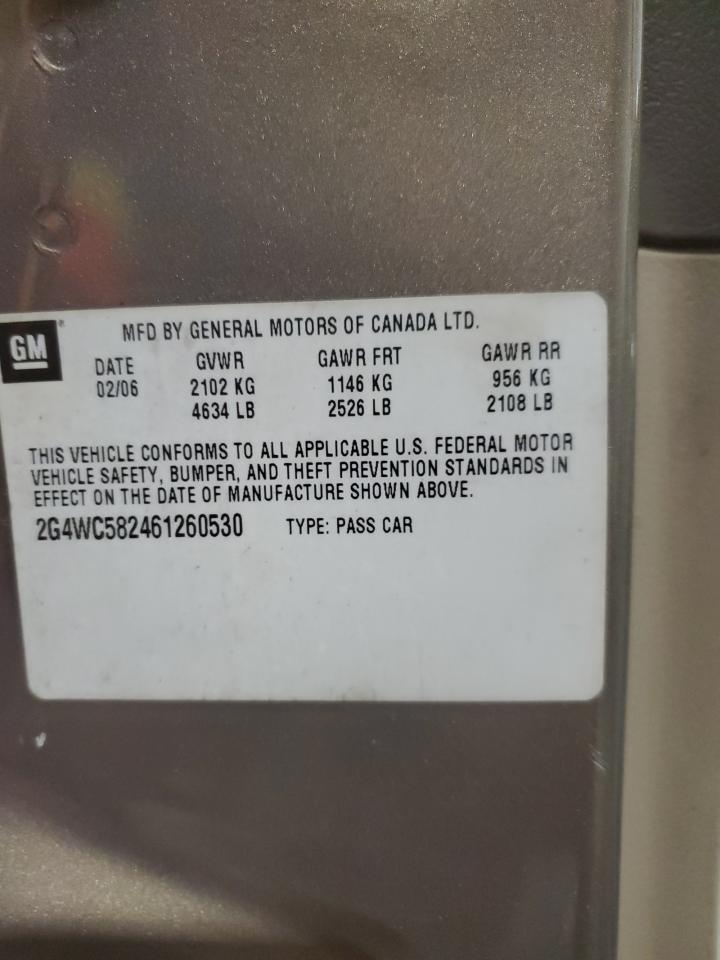 GM
MFD BY GENERAL MOTORS OF CANADA LTD.
DATE GVWR GAWR FRT GAWR RR
02/06 2102 KG 1146 KG 956 KG
4634 LB 2526 LB 2108 LB
THIS VEHICLE CONFORMS TO ALL APPLICABLE U.S. FEDERAL MOTOR
VEHICLE SAFETY, BUMPER, AND THEFT PREVENTION STANDARDS IN
EFFECT ON THE DATE OF MANUFACTURE SHOWN ABOVE.
2G4WC582461260530 TYPE: PASS CAR